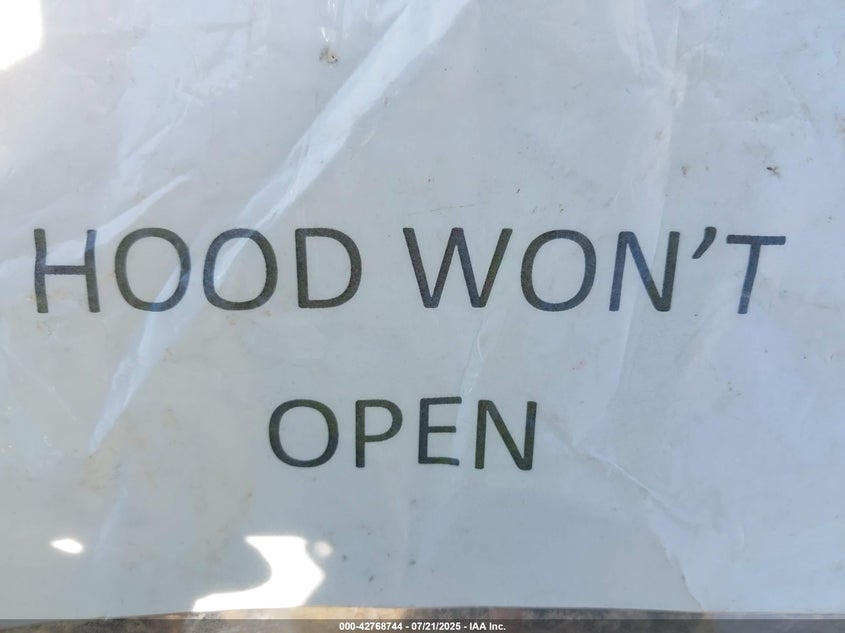 HOOD WON’T
OPEN
000-42768744 - 07/21/2025 - IAA Inc.